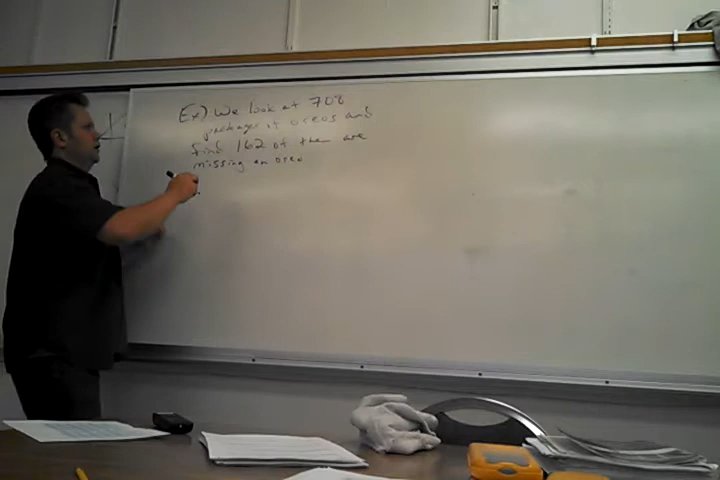 Ex) We look at 708
packages of oreos and
find 162 of them are
missing an oreo